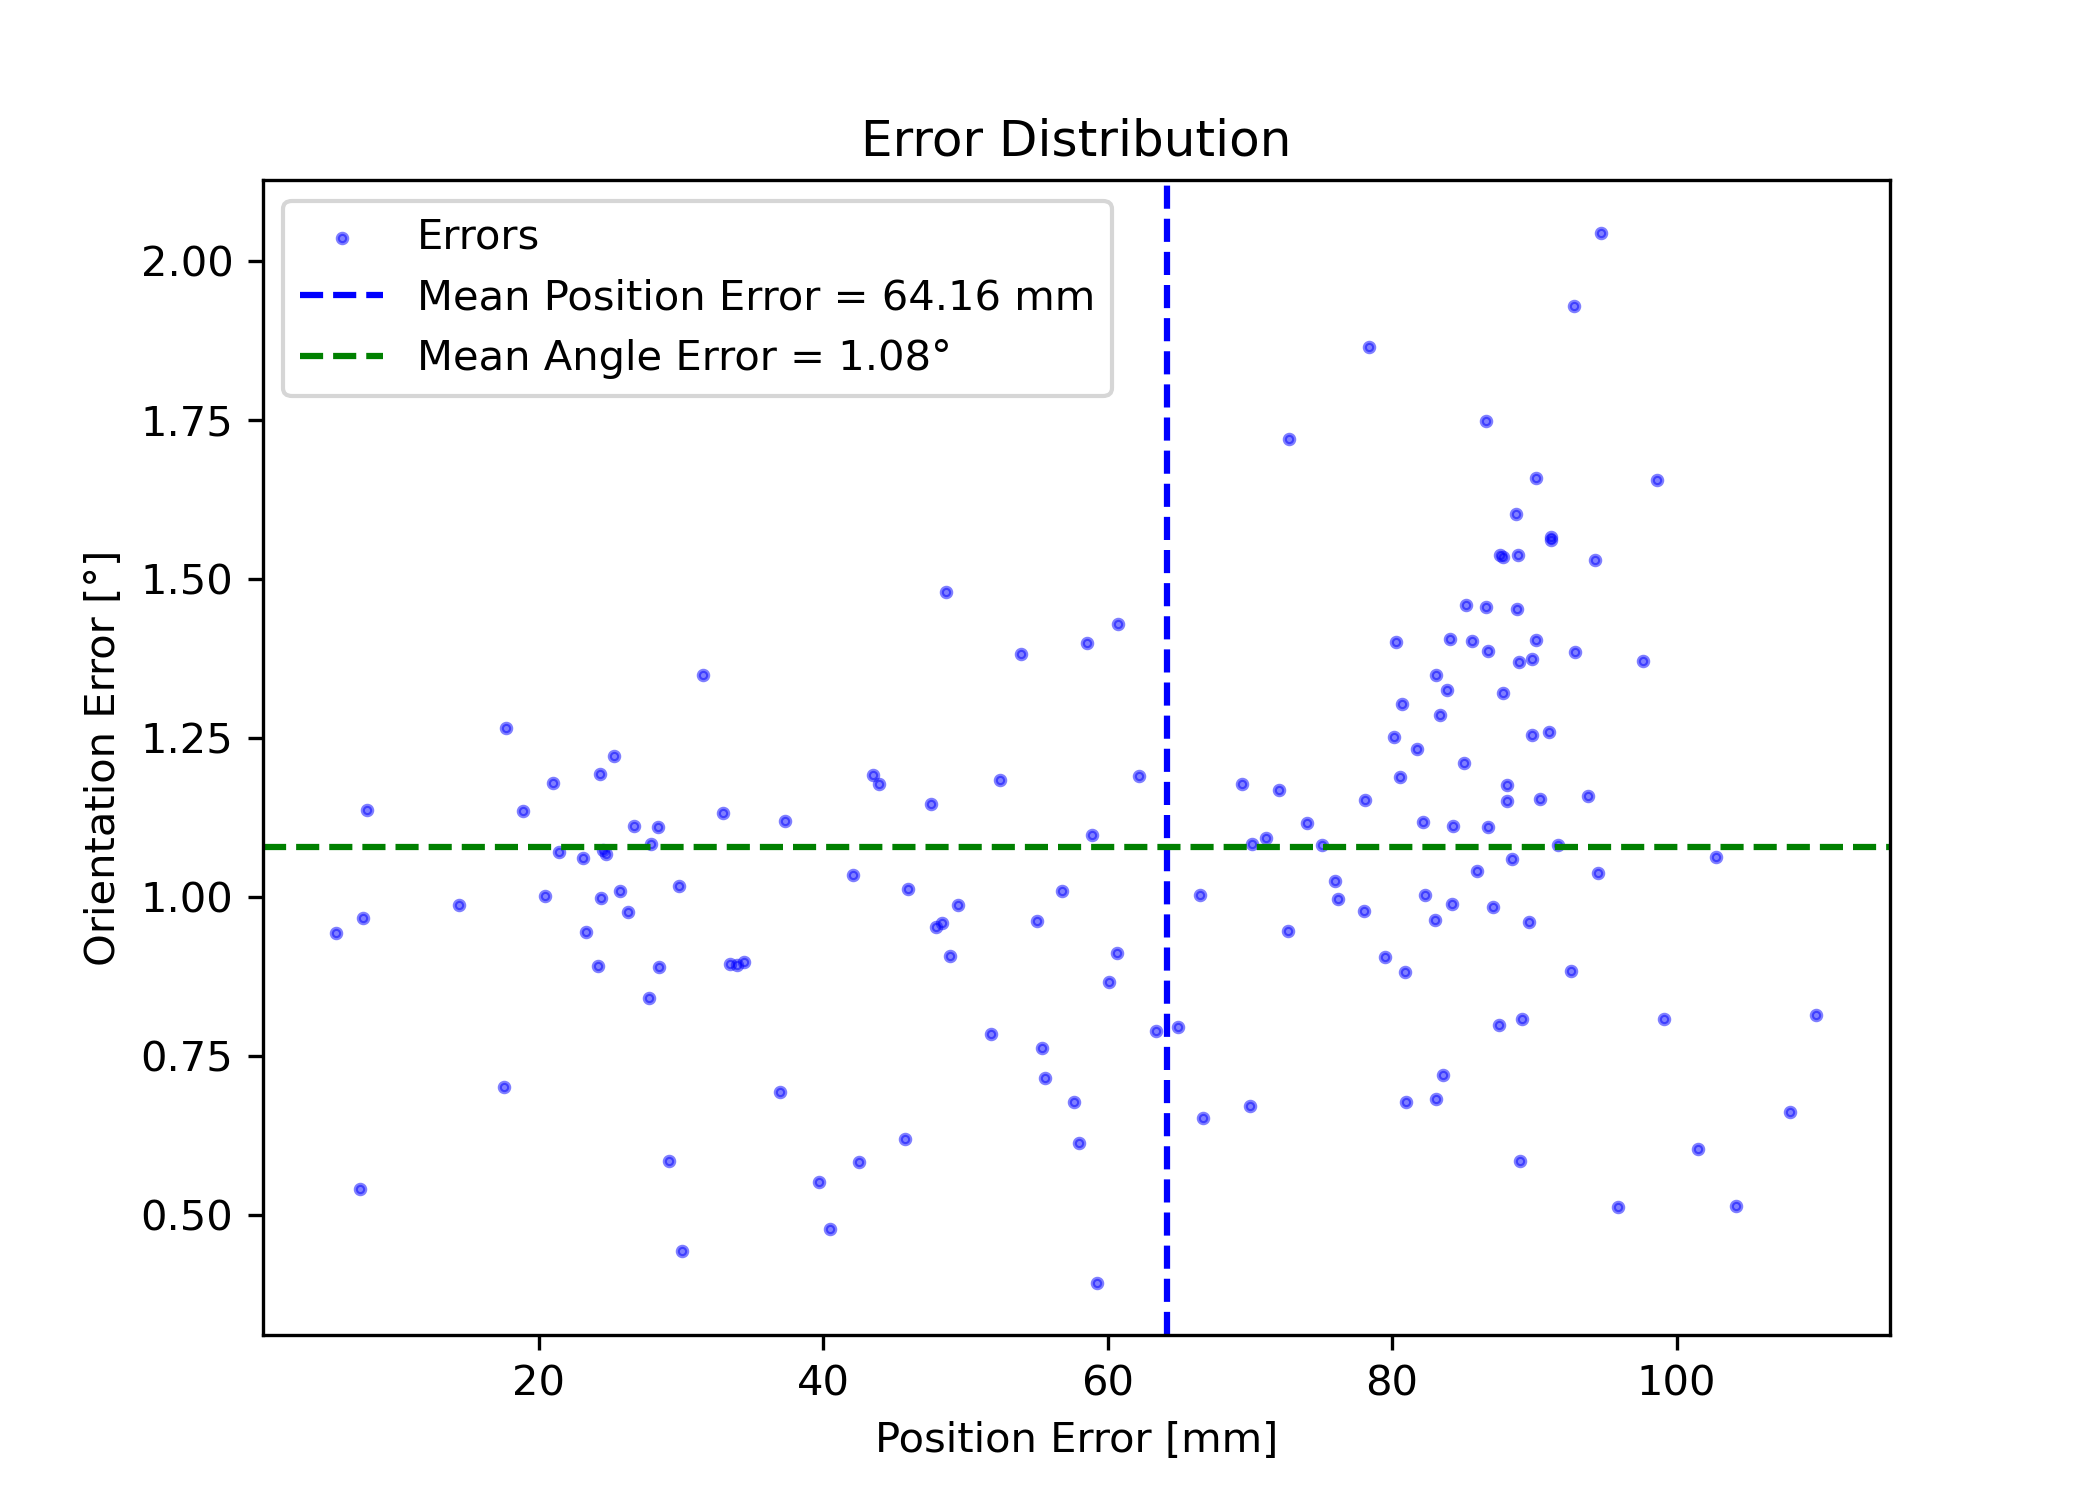 Error Distribution
Errors
Mean Position Error = 64.16 mm
Mean Angle Error = 1.08°
2.00
1.75
1.50
1.25
1.00
0.75
0.50
Orientation Error [°]
20 40 60 80 100
Position Error [mm]